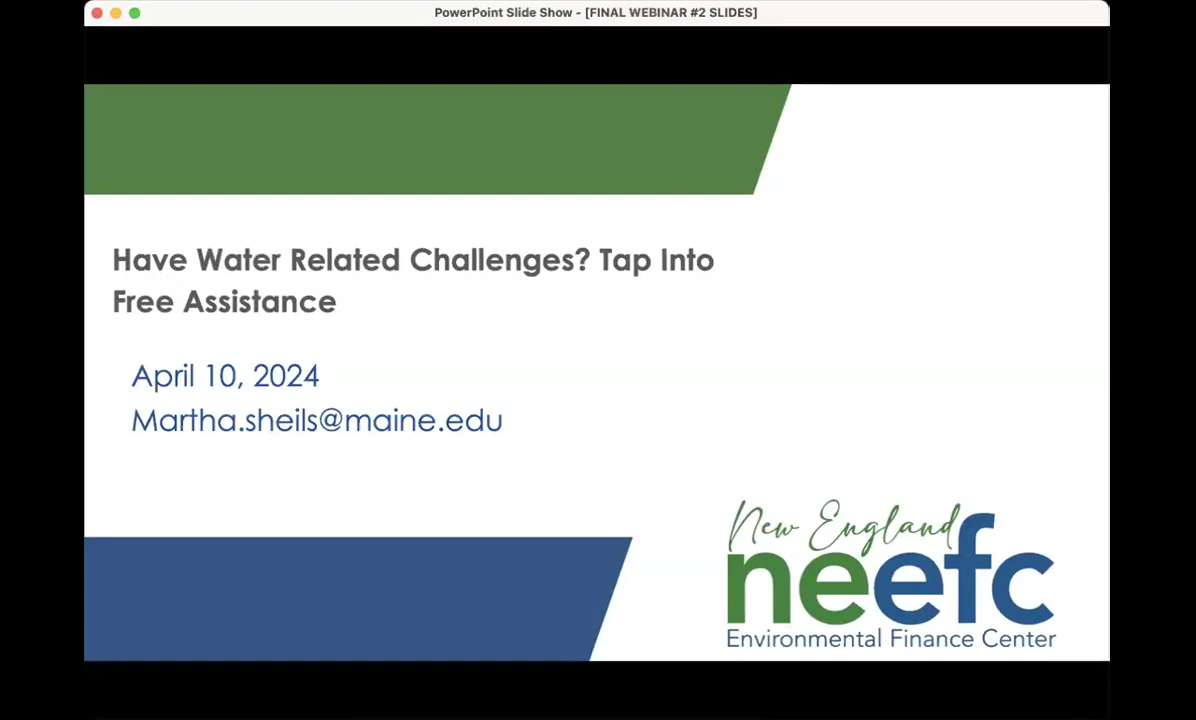 PowerPoint Slide Show - [FINAL WEBINAR #2 SLIDES]
Have Water Related Challenges? Tap Into
Free Assistance
April 10, 2024
Martha.sheils@maine.edu
New England
neefc
Environmental Finance Center